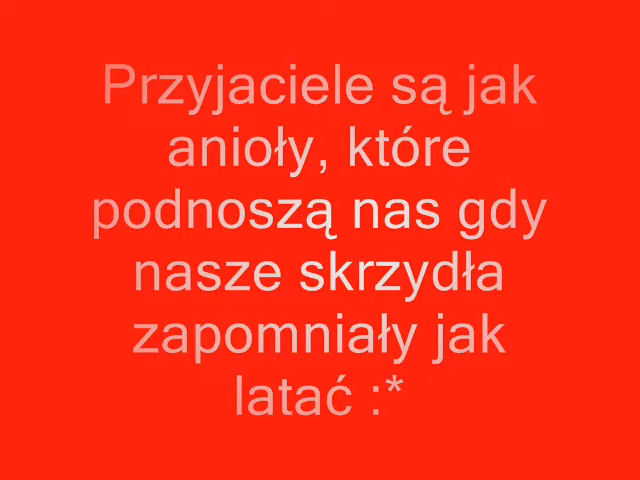 Przyjaciele są jak
anioły, które
podnoszą nas gdy
nasze skrzydła
zapomniały jak
latać :*